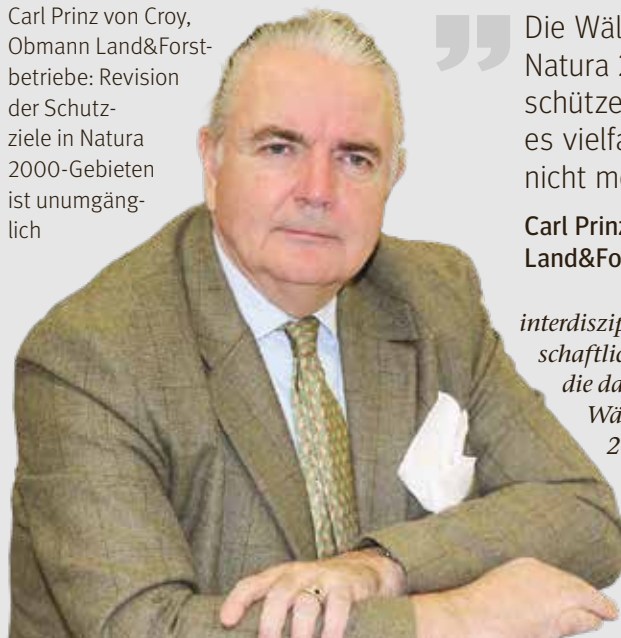 Carl Prinz von Croy,
Obmann Land&Forst-
betriebe: Revision
der Schutz-
ziele in Natura
2000-Gebieten
ist unumgäng-
lich
”
Die Wäl
Natura 2
schütze
es vielfa
nicht m
Carl Prinz
Land&Fo
interdiszip
schaftlic
die da
Wä
2